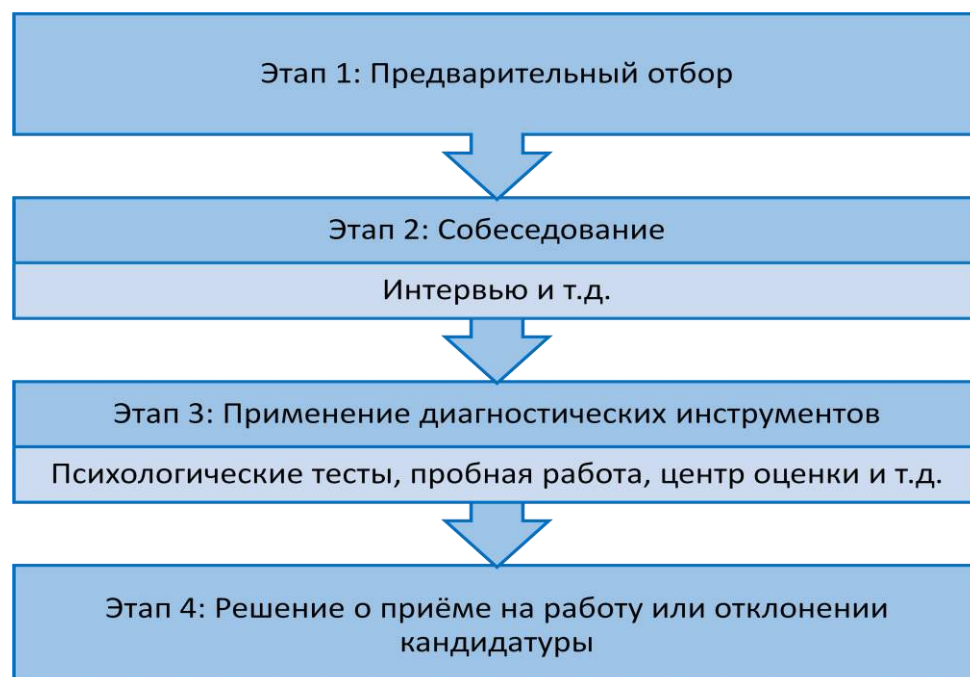 Этап 1: Предварительный отбор
Этап 2: Собеседование
Интервью и т.д.
Этап 3: Применение диагностических инструментов
Психологические тесты, пробная работа, центр оценки и т.д.
Этап 4: Решение о приёме на работу или отклонении
кандидатуры